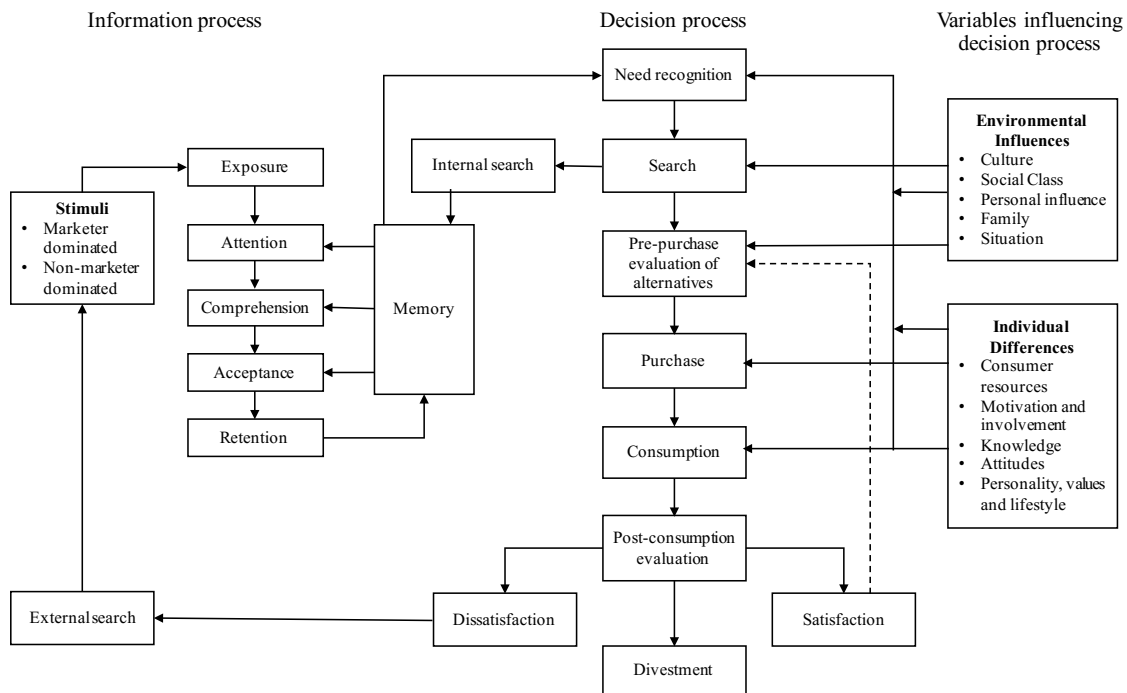 Information process
Decision process
Variables influencing
decision process
Need recognition
Environmental
Influences
• Culture
• Social Class
• Personal influence
• Family
• Situation
Internal search
Search
Exposure
Stimuli
• Marketer
dominated
• Non-marketer
dominated
Attention
Pre-purchase
evaluation of
alternatives
Comprehension
Memory
Individual
Differences
• Consumer
resources
• Motivation and
involvement
• Knowledge
• Attitudes
• Personality, values
and lifestyle
Acceptance
Purchase
Retention
Consumption
Post-consumption
evaluation
External search
Dissatisfaction
Satisfaction
Divestment